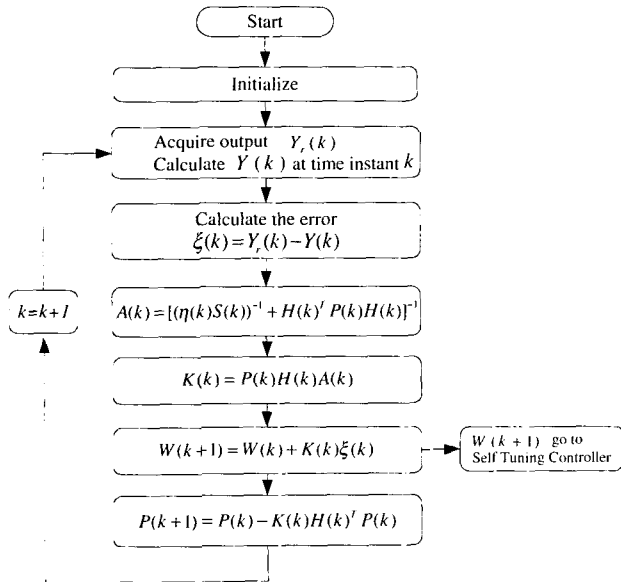 Start
Initialize
Acquire output Y_r(k)
Calculate Y(k) at time instant k
Calculate the error
ξ(k)=Y_r(k)−Y(k)
k=k+1
A(k)=[(η(k)S(k))^{-1}+H(k)^T P(k)H(k)]^{-1}
K(k)=P(k)H(k)A(k)
W(k+1)=W(k)+K(k)ξ(k)
W(k+1) go to
Self Tuning Controller
P(k+1)=P(k)−K(k)H(k)^T P(k)